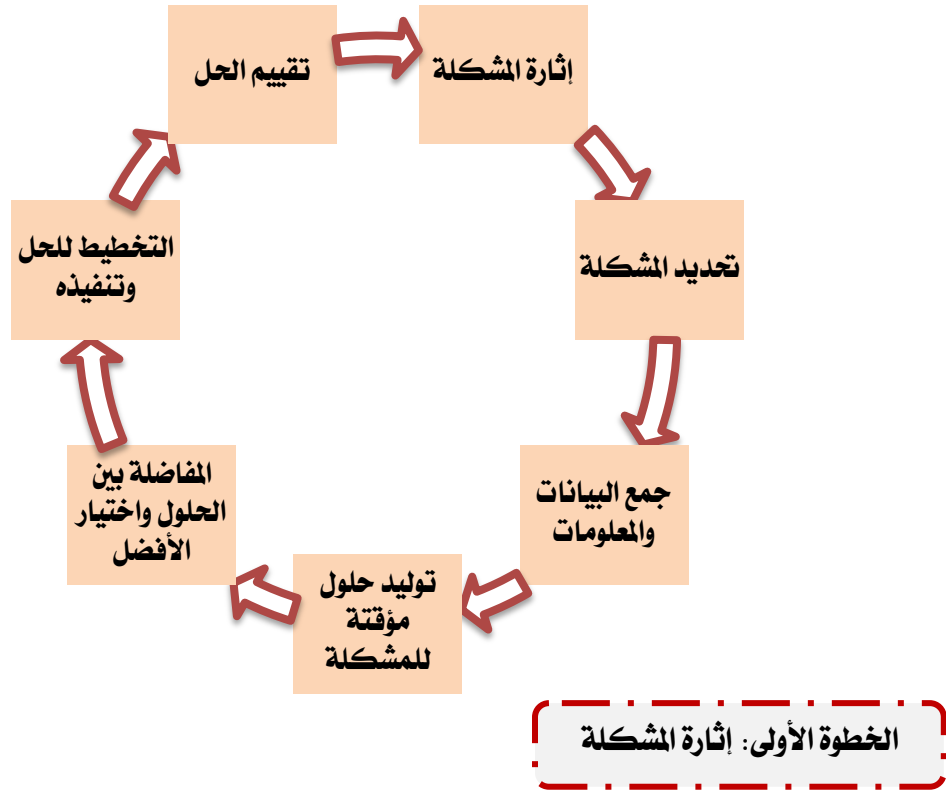 إثارة المشكلة
تحديد المشكلة
جمع البيانات
والمعلومات
توليد حلول
مؤقتة
للمشكلة
المفاضلة بين
الحلول واختيار
الأفضل
التخطيط للحل
وتنفيذه
تقييم الحل
الخطوة الأولى: إثارة المشكلة